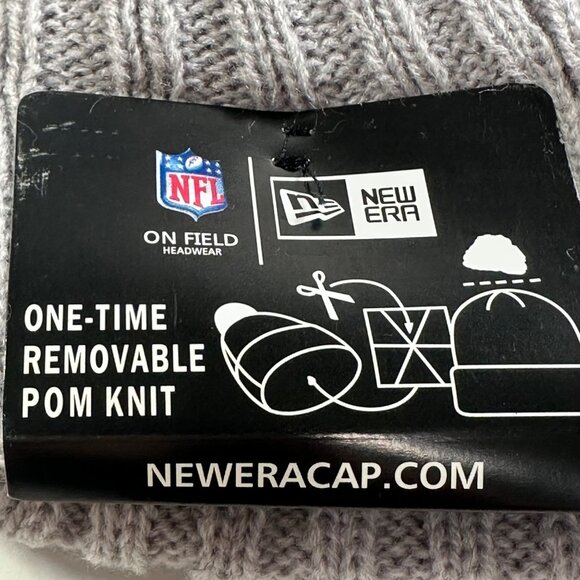 NFL
ON FIELD
HEADWEAR
NEW
ERA
ONE-TIME
REMOVABLE
POM KNIT
NEWERACAP.COM